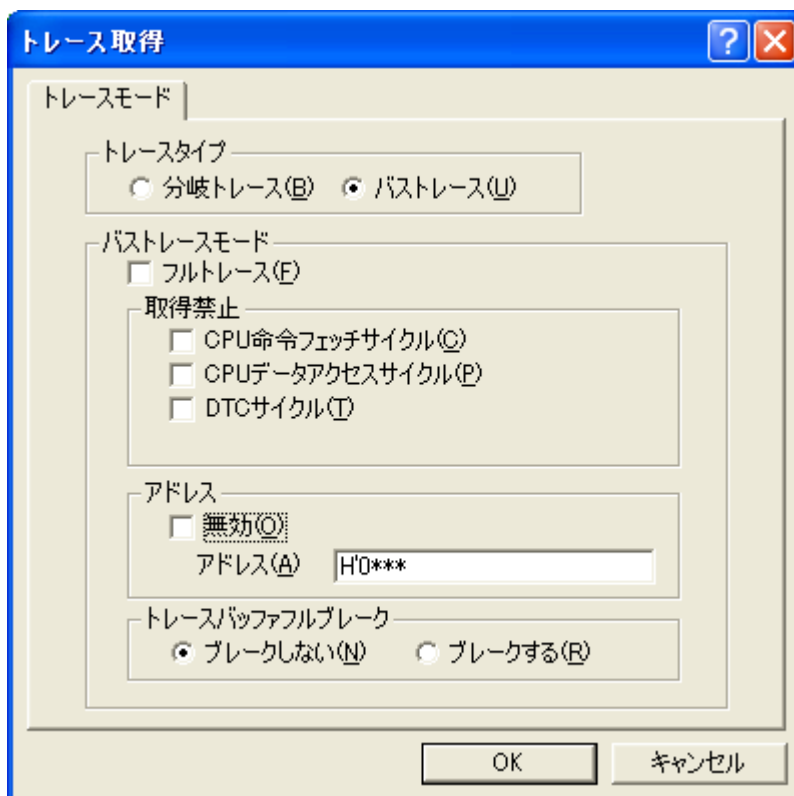 トレース取得
トレースモード
トレースタイプ
分岐トレース(B) バストレース(U)
バストレースモード
フルトレース(F)
取得禁止
CPU命令フェッチサイクル(C)
CPUデータアクセスサイクル(P)
DTCサイクル(T)
アドレス
無効(O)
アドレス(A) H'0***
トレースバッファフルブレーク
ブレークしない(N) ブレークする(R)
OK キャンセル